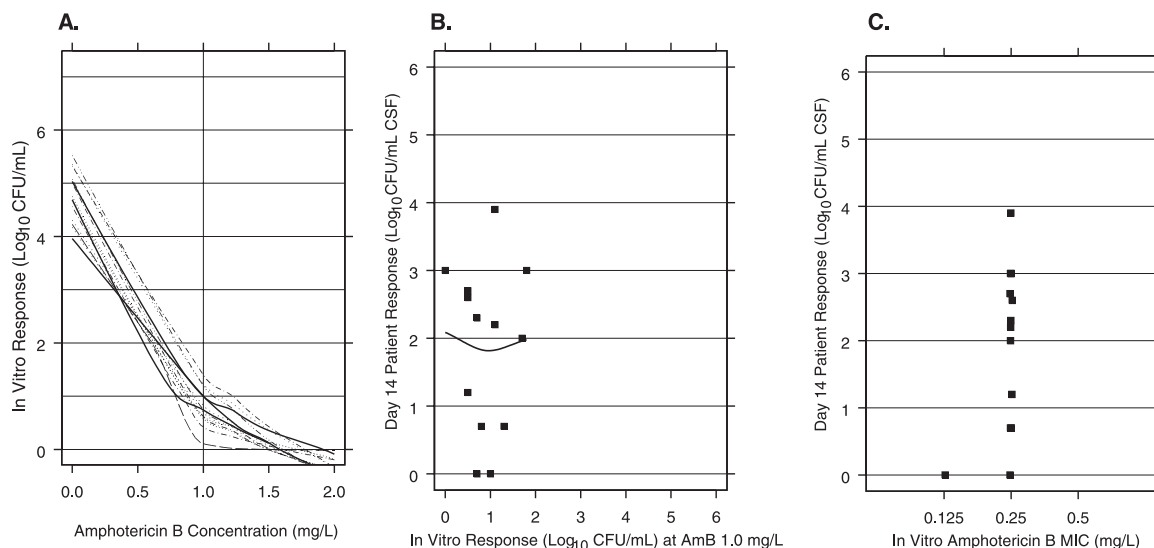 A.
In Vitro Response (Log10 CFU/mL)
6
4
2
0
0.0 0.5 1.0 1.5 2.0
Amphotericin B Concentration (mg/L)
B.
Day 14 Patient Response (Log10CFU/mL CSF)
6
5
4
3
2
1
0
0 1 2 3 4 5 6
In Vitro Response (Log10 CFU/mL) at AmB 1.0 mg/L
C.
Day 14 Patient Response (Log10CFU/mL CSF)
6
5
4
3
2
1
0
0.125 0.25 0.5
In Vitro Amphotericin B MIC (mg/L)